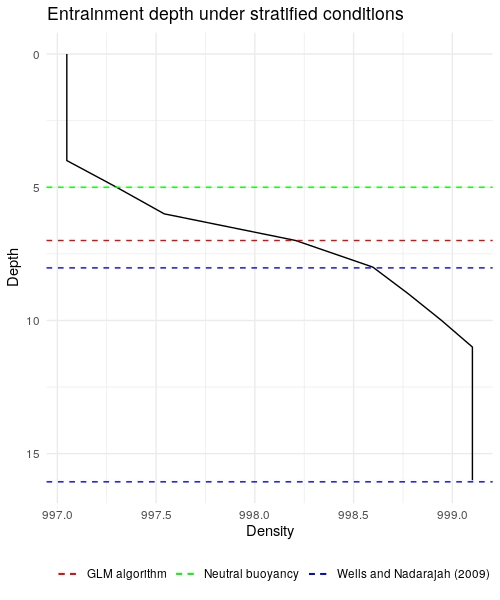 Entrainment depth under stratified conditions
0
5
10
15
Depth
997.0 997.5 998.0 998.5 999.0
Density
GLM algorithm Neutral buoyancy Wells and Nadarajah (2009)